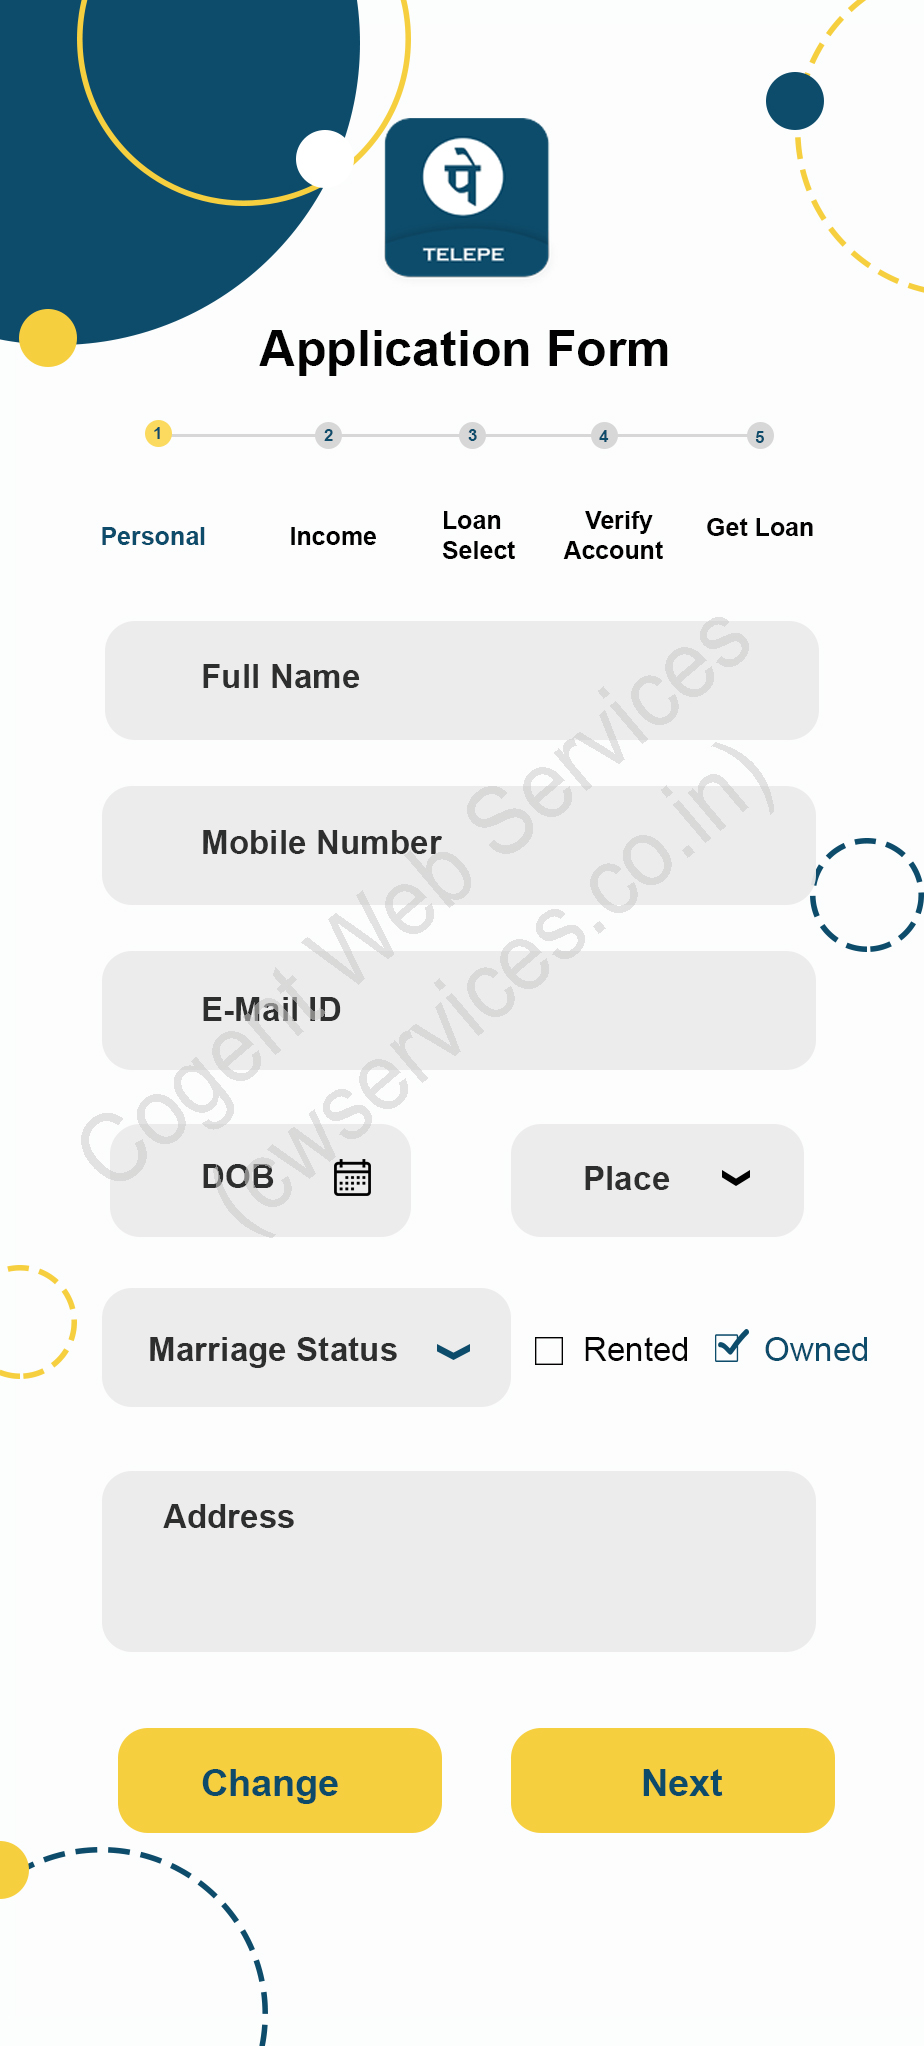 पे
TELEPE
Application Form
1 2 3 4 5
Personal Income Loan Select Verify Account Get Loan
Full Name
Mobile Number
E-Mail ID
DOB Place
Marriage Status Rented Owned
Address
Change Next
Cogent Web Services
(cwservices.co.in)